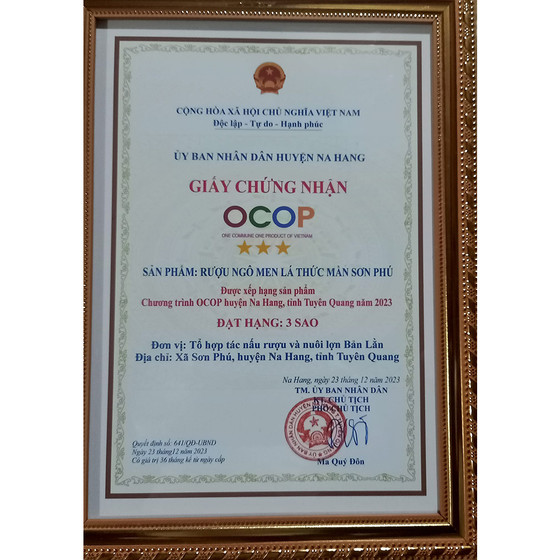 CỘNG HÒA XÃ HỘI CHỦ NGHĨA VIỆT NAM
Độc lập - Tự do - Hạnh phúc
ỦY BAN NHÂN DÂN HUYỆN NA HANG
GIẤY CHỨNG NHẬN
OCOP
ONE COMMUNE ONE PRODUCT OF VIETNAM
SẢN PHẨM: RƯỢU NGÔ MEN LÁ THỨC MẦN SƠN PHÚ
Được xếp hạng sản phẩm
Chương trình OCOP huyện Na Hang, tỉnh Tuyên Quang năm 2023
ĐẠT HẠNG: 3 SAO
Đơn vị: Tổ hợp tác nấu rượu và nuôi lợn Bản Lằn
Địa chỉ: Xã Sơn Phú, huyện Na Hang, tỉnh Tuyên Quang
Na Hang, ngày 23 tháng 12 năm 2023
TM. ỦY BAN NHÂN DÂN
KT. CHỦ TỊCH
PHÓ CHỦ TỊCH
Quyết định số: 641/QĐ-UBND
Ngày 23 tháng 12 năm 2023
Có giá trị 36 tháng kể từ ngày cấp
Ma Quý Đôn